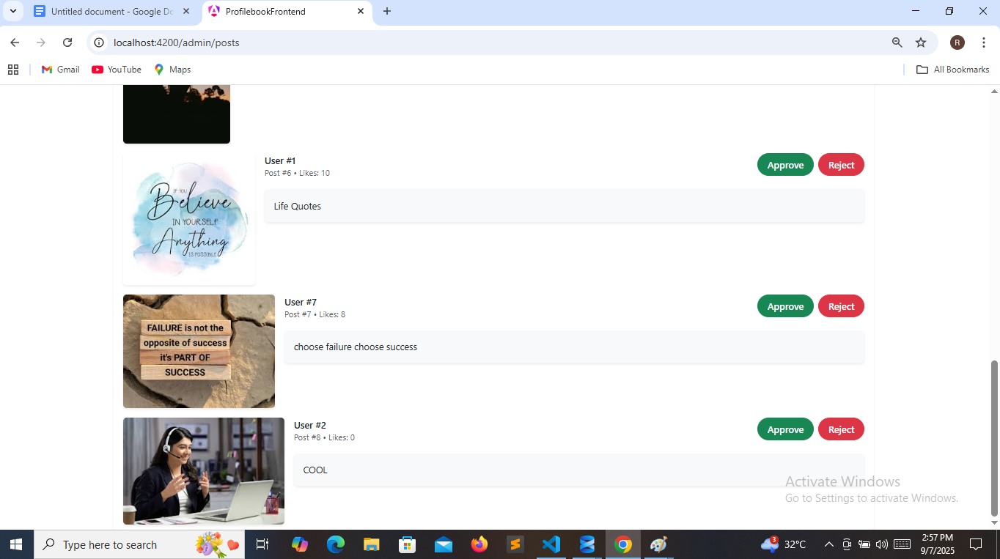 Untitled document - Google Do
ProfilebookFrontend
localhost:4200/admin/posts
R
Gmail
YouTube
Maps
All Bookmarks
User #1
Post #6 • Likes: 10
Approve
Reject
Life Quotes
IF YOU
Believe
IN YOURSELF
Anything
IS POSSIBLE
User #7
Post #7 • Likes: 8
Approve
Reject
choose failure choose success
FAILURE is not the
opposite of success
it's PART OF
SUCCESS
User #2
Post #8 • Likes: 0
Approve
Reject
COOL
Activate Windows
Go to Settings to activate Windows.
Type here to search
3
32°C
2:57 PM
9/7/2025